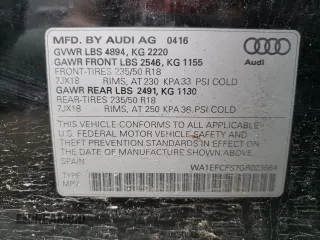 MFD. BY AUDI AG 0416
GVWR LBS 4894, KG 2220
GAWR FRONT LBS 2546, KG 1155
FRONT-TIRES 235/50 R18
7JX18 RIMS, AT 230 KPA 33 PSI COLD
GAWR REAR LBS 2491, KG 1130
REAR-TIRES 235/50 R18
7JX18 RIMS, AT 250 KPA 36 PSI COLD
Audi
THIS VEHICLE CONFORMS TO ALL APPLICABLE
U.S. FEDERAL MOTOR VEHICLE SAFETY AND
THEFT PREVENTION STANDARDS IN EFFECT
ON THE DATE OF MANUFACTURE SHOWN ABOVE
SPAIN